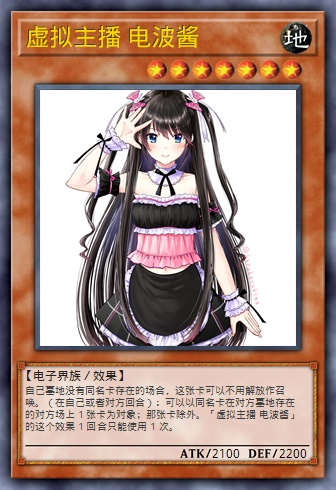 虚拟主播 电波酱
地
【电子界族／效果】
自己墓地没有同名卡存在的场合，这张卡可以不用解放作召
唤。（在自己或者对方回合）；可以以同名卡在对方墓地存在
的对方场上１张卡为对象；那张卡除外。「虚拟主播 电波酱」
的这个效果１回合只能使用１次。
ATK/2100 DEF/2200